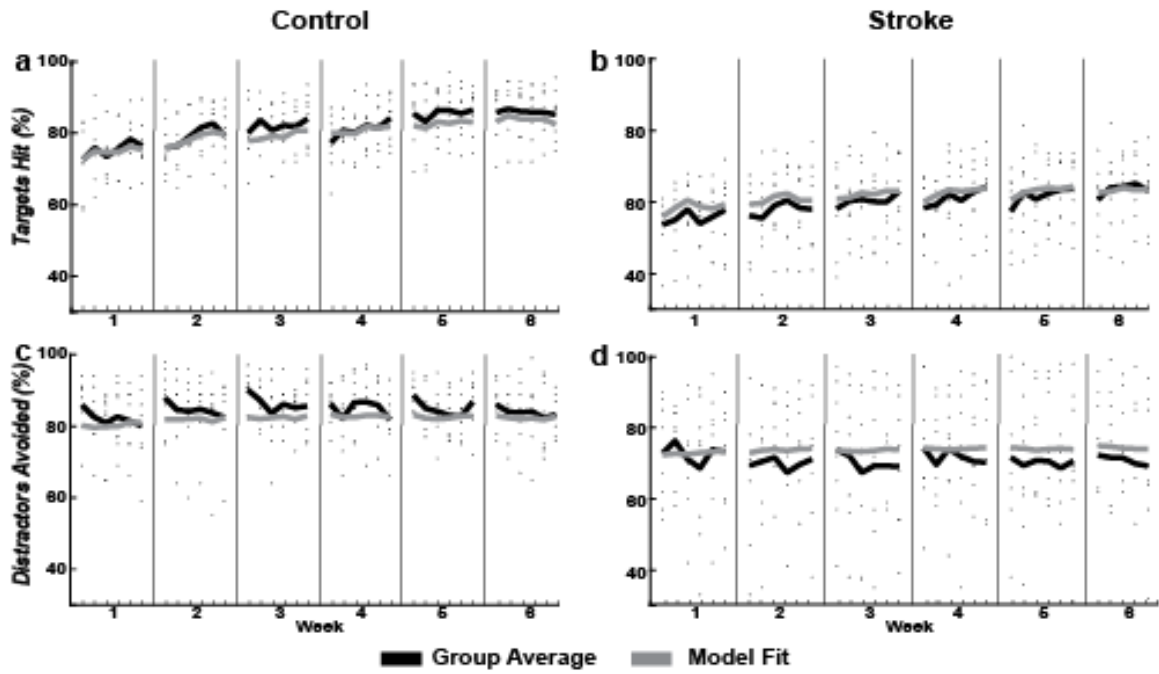 Control
Stroke
a
100
80
60
40
Targets Hit (%)
1 2 3 4 5 6
b
100
80
60
40
1 2 3 4 5 6
c
100
80
60
40
Distractors Avoided (%)
1 2 3 4 5 6
Week
d
100
80
60
40
1 2 3 4 5 6
Week
Group Average Model Fit